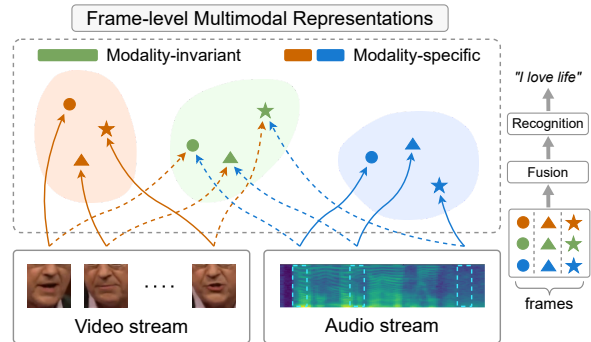 Frame-level Multimodal Representations
Modality-invariant
Modality-specific
"I love life"
Recognition
Fusion
frames
....
Video stream
Audio stream